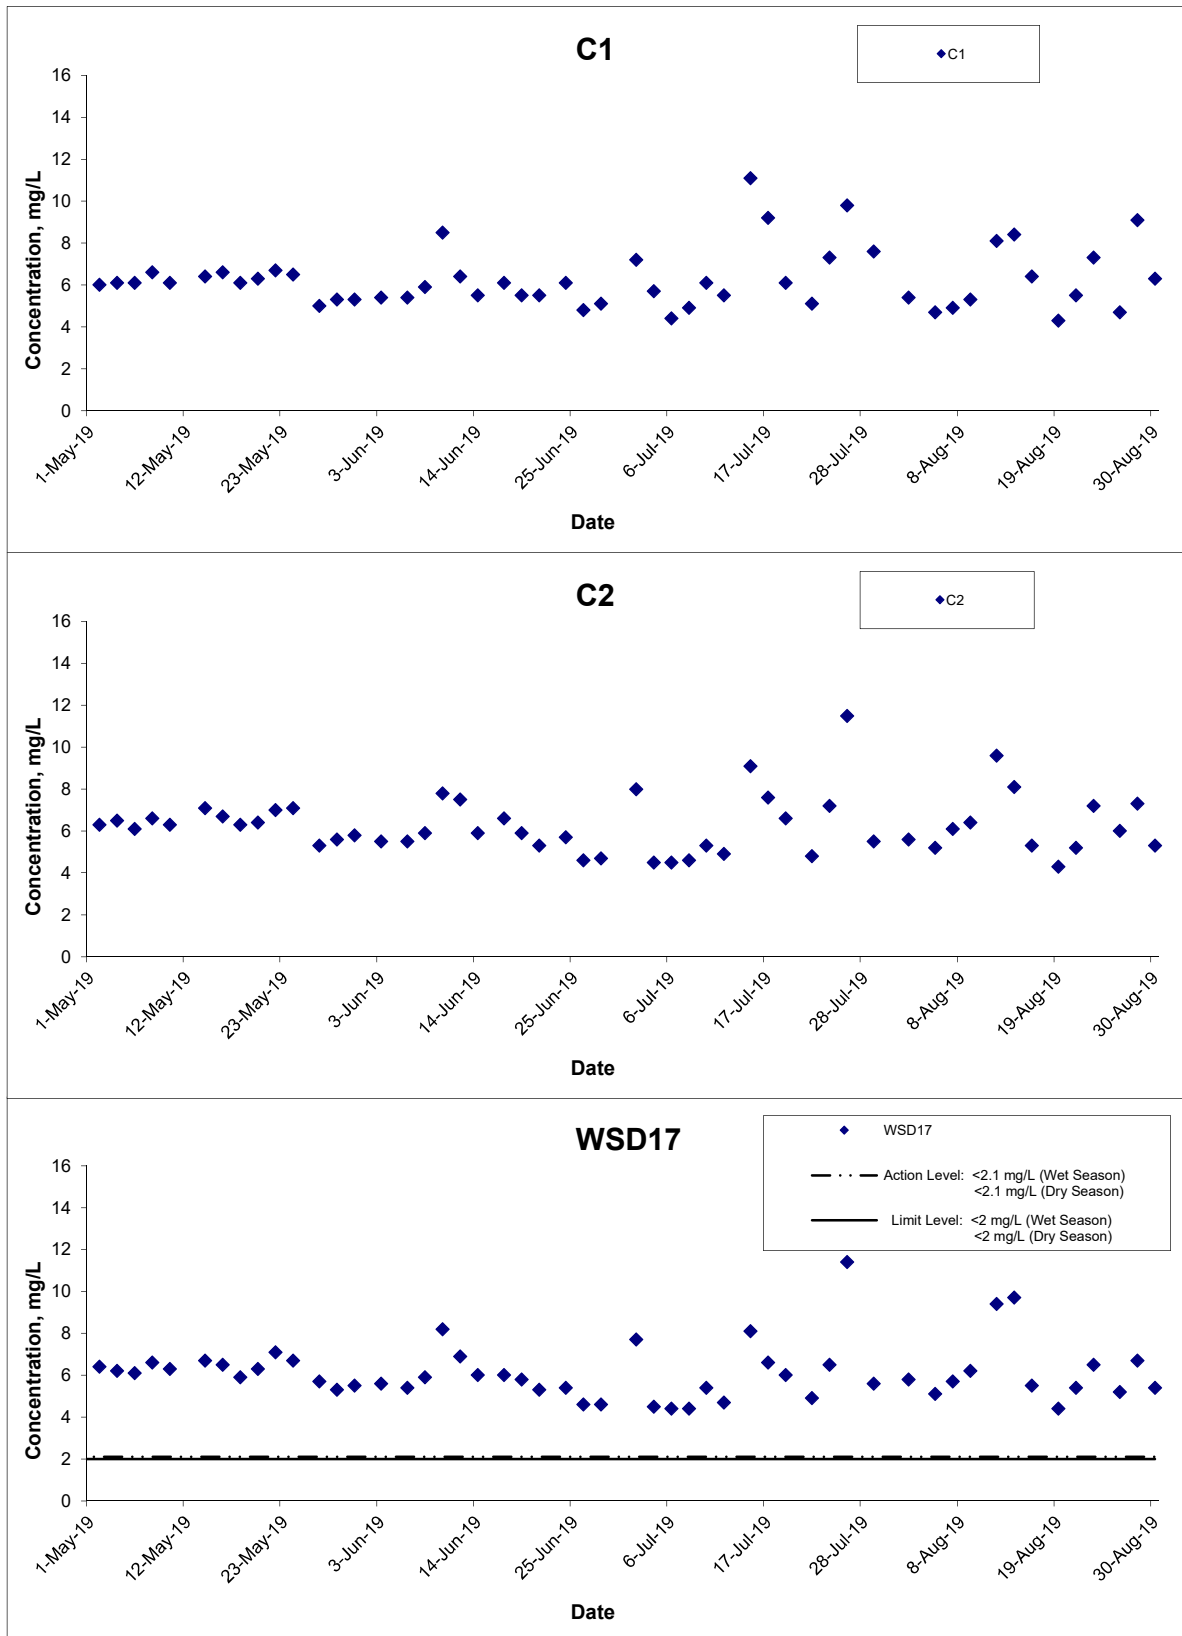 C1
C1
16
14
12
10
8
6
4
2
0
Concentration, mg/L
1-May-19
12-May-19
23-May-19
3-Jun-19
14-Jun-19
25-Jun-19
6-Jul-19
17-Jul-19
28-Jul-19
8-Aug-19
19-Aug-19
30-Aug-19
Date
C2
C2
16
14
12
10
8
6
4
2
0
Concentration, mg/L
1-May-19
12-May-19
23-May-19
3-Jun-19
14-Jun-19
25-Jun-19
6-Jul-19
17-Jul-19
28-Jul-19
8-Aug-19
19-Aug-19
30-Aug-19
Date
WSD17
WSD17
Action Level: <2.1 mg/L (Wet Season)
<2.1 mg/L (Dry Season)
Limit Level: <2 mg/L (Wet Season)
<2 mg/L (Dry Season)
16
14
12
10
8
6
4
2
0
Concentration, mg/L
1-May-19
12-May-19
23-May-19
3-Jun-19
14-Jun-19
25-Jun-19
6-Jul-19
17-Jul-19
28-Jul-19
8-Aug-19
19-Aug-19
30-Aug-19
Date